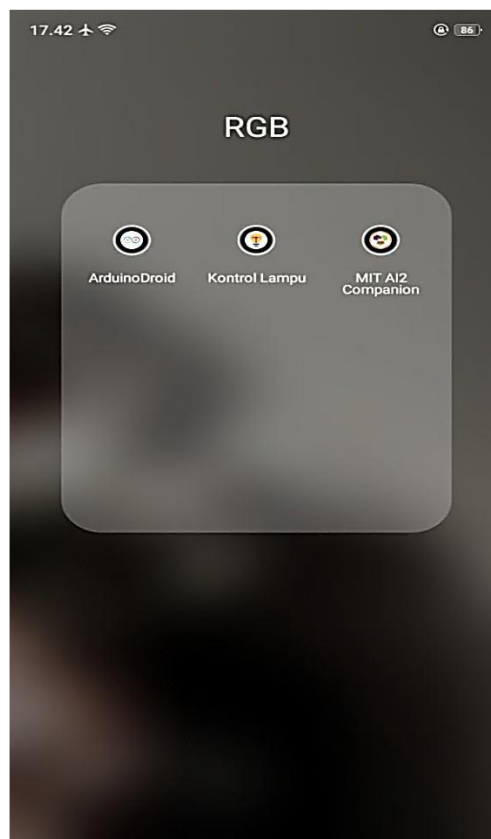 17.42
86
RGB
ArduinoDroid
Kontrol Lampu
MIT AI2
Companion